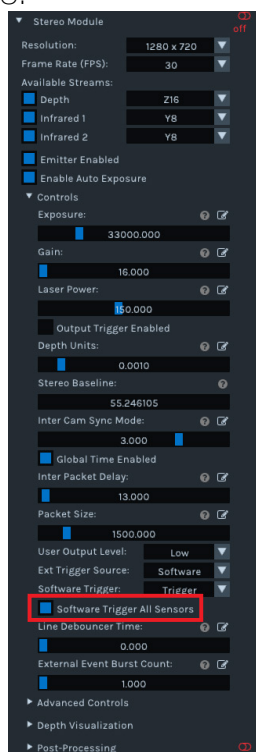 Stereo Module
off
Resolution: 1280 x 720
Frame Rate (FPS): 30
Available Streams:
Depth Z16
Infrared 1 Y8
Infrared 2 Y8
Emitter Enabled
Enable Auto Exposure
Controls
Exposure:
33000.000
Gain:
16.000
Laser Power:
150.000
Output Trigger Enabled
Depth Units:
0.0010
Stereo Baseline:
55.246105
Inter Cam Sync Mode:
3.000
Global Time Enabled
Inter Packet Delay:
13.000
Packet Size:
1500.000
User Output Level: Low
Ext Trigger Source: Software
Software Trigger: Trigger
Software Trigger All Sensors
Line Debouncer Time:
0.000
External Event Burst Count:
1.000
Advanced Controls
Depth Visualization
Post-Processing